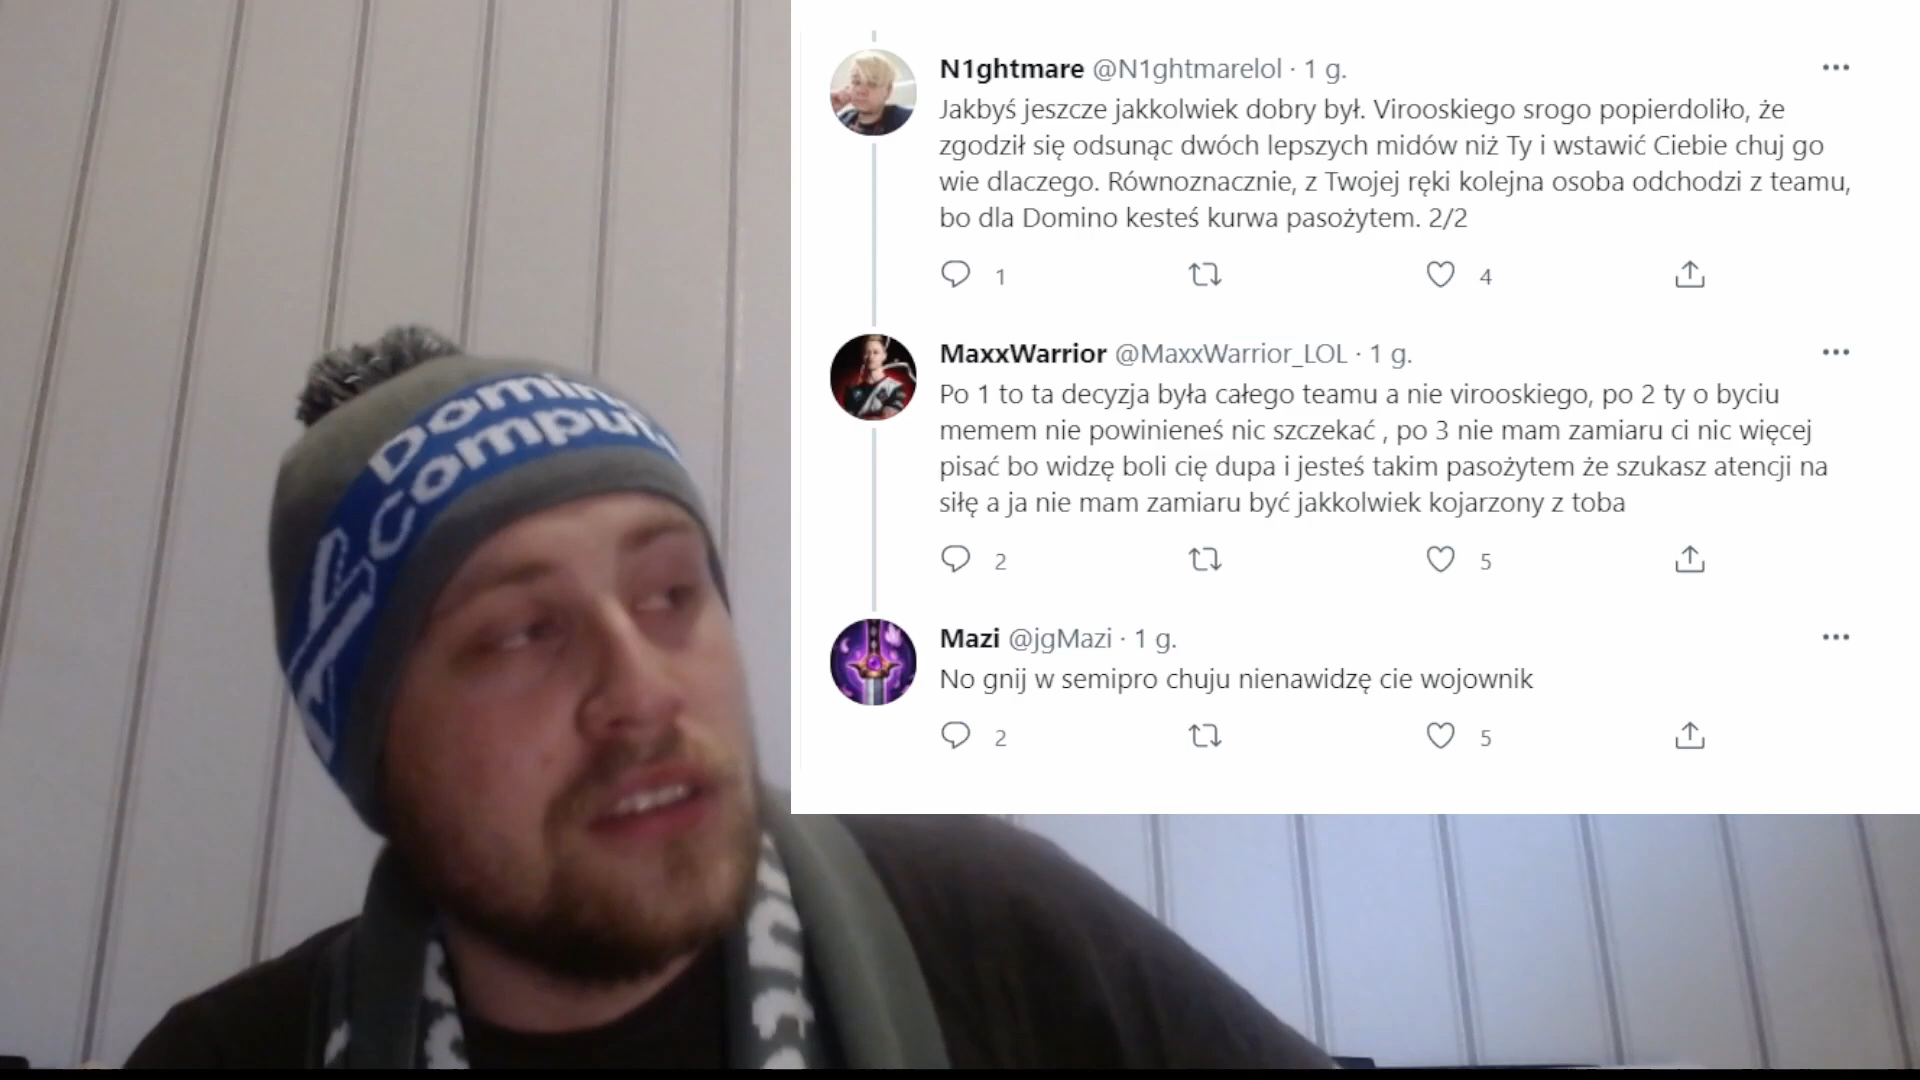 N1ghtmare @N1ghtmarelol · 1 g.
Jakbyś jeszcze jakkolwiek dobry był. Virooskiego srogo popierdoliło, że
zgodził się odsunąc dwóch lepszych midów niż Ty i wstawić Ciebie chuj go
wie dlaczego. Równoznacznie, z Twojej ręki kolejna osoba odchodzi z teamu,
bo dla Domino kesteś kurwa pasożytem. 2/2
1 4
MaxxWarrior @MaxxWarrior_LOL · 1 g.
Po 1 to ta decyzja była całego teamu a nie virooskiego, po 2 ty o byciu
memem nie powinieneś nic szczekać , po 3 nie mam zamiaru ci nic więcej
pisać bo widzę boli cię dupa i jesteś takim pasożytem że szukasz atencji na
siłę a ja nie mam zamiaru być jakkolwiek kojarzony z toba
2 5
Mazi @jgMazi · 1 g.
No gnij w semipro chuju nienawidzę cie wojownik
2 5
Domin
comput